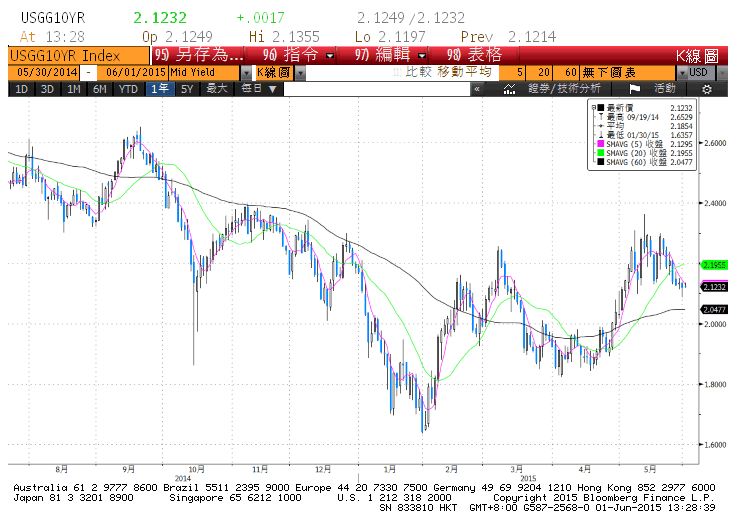 USGG10YR 2.1232 +.0017 2.1249/2.1232
At 13:28 Op 2.1249 Hi 2.1355 Lo 2.1197 Prev 2.1214
USGG10YR Index 95) 另存為... 96) 指令 97) 編輯 98) 表格 K線圖
05/30/2014 - 06/01/2015 Mid Yield K線圖 比較 移動平均 5 20 60 無下圖表 USD
1D 3D 1M 6M YTD 1年 5Y 最大 每日▼ « 證券/技術分析 活動
最新價 2.1232
最高 09/19/14 2.6529
平均 2.1854
最低 01/30/15 1.6357
SMAVG (5) 收盤 2.1295
SMAVG (20) 收盤 2.1955
SMAVG (60) 收盤 2.0477
2.6000
2.4000
2.1955
2.1232
2.0477
2.0000
1.8000
1.6000
8月 9月 10月 11月 12月 1月 2月 3月 4月 5月
2014 2015
Australia 61 2 9777 8600 Brazil 5511 2395 9000 Europe 44 20 7330 7500 Germany 49 69 9204 1210 Hong Kong 852 2977 6000
Japan 81 3 3201 8900 Singapore 65 6212 1000 U.S. 1 212 318 2000 Copyright 2015 Bloomberg Finance L.P.
SN 833810 HKT GMT+8:00 G587-2568-0 01-Jun-2015 13:28:39